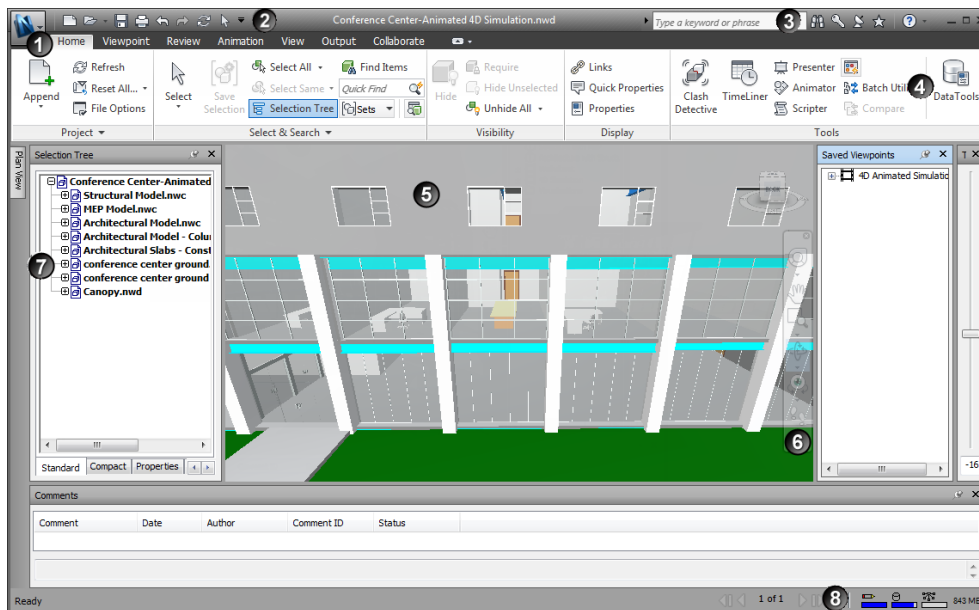 2
Conference Center-Animated 4D Simulation.nwd
Type a keyword or phrase
3
1
Home
Viewpoint
Review
Animation
View
Output
Collaborate
Append
Refresh
Reset All...
File Options
Project
Select
Save Selection
Select All
Select Same
Selection Tree
Find Items
Quick Find
Sets
Select & Search
Hide
Require
Hide Unselected
Unhide All
Visibility
Links
Quick Properties
Properties
Display
Clash Detective
TimeLiner
Presenter
Animator
Scripter
Batch Util
Compare
Tools
4
DataTools
Plan View
Selection Tree
Conference Center-Animated
Structural Model.nwc
MEP Model.nwc
Architectural Model.nwc
Architectural Model - Colu
Architectural Slabs - Const
conference center ground
conference center ground
Canopy.nwd
7
Standard
Compact
Properties
5
6
Saved Viewpoints
4D Animated Simulatio
T
-16
Comments
Comment
Date
Author
Comment ID
Status
Ready
1 of 1
8
843 ME